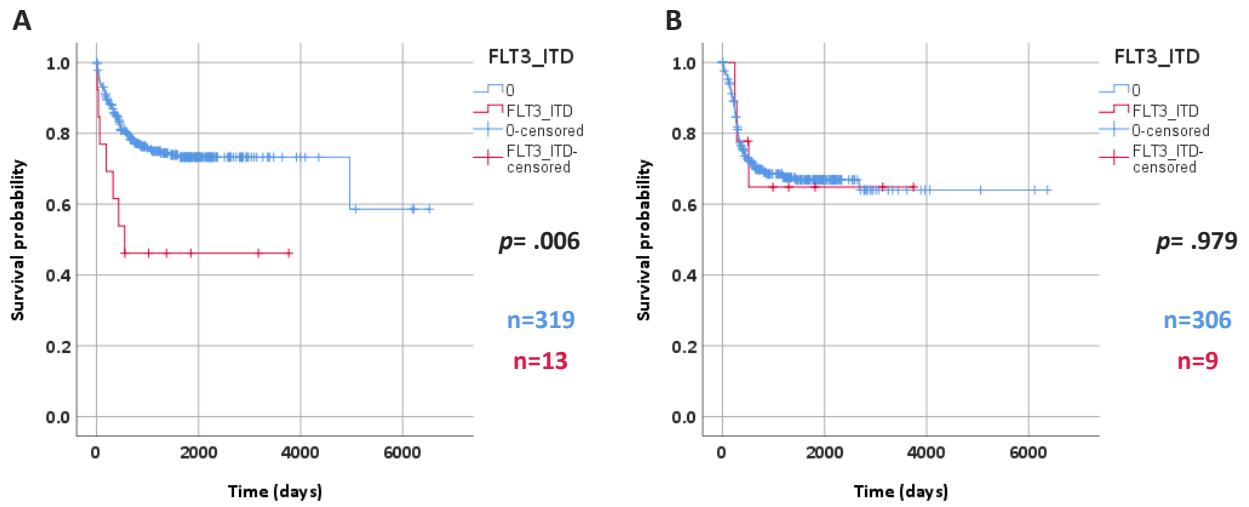 A
FLT3_ITD
0
FLT3_ITD
0-censored
FLT3_ITD-
censored
1.0
0.8
0.6
0.4
0.2
0.0
Survival probability
p= .006
n=319
n=13
0 2000 4000 6000
Time (days)
B
FLT3_ITD
0
FLT3_ITD
0-censored
FLT3_ITD-
censored
1.0
0.8
0.6
0.4
0.2
0.0
Survival probability
p= .979
n=306
n=9
0 2000 4000 6000
Time (days)